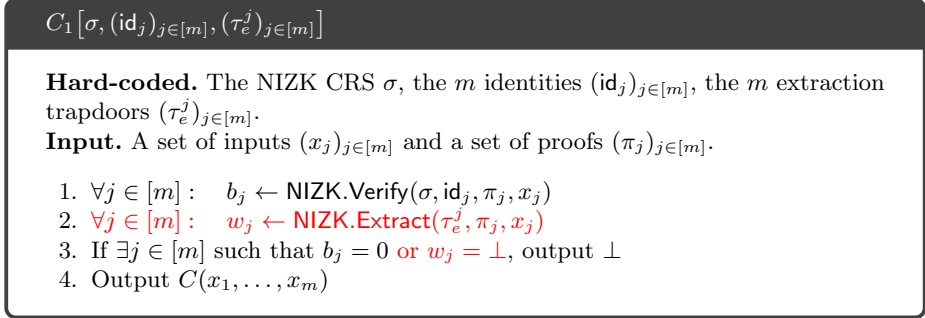 C₁[σ, (id_j)_{j∈[m]}, (τ_e^j)_{j∈[m]}]
Hard-coded. The NIZK CRS σ, the m identities (id_j)_{j∈[m]}, the m extraction
trapdoors (τ_e^j)_{j∈[m]}.
Input. A set of inputs (x_j)_{j∈[m]} and a set of proofs (π_j)_{j∈[m]}.
1. ∀j ∈ [m] : b_j ← NIZK.Verify(σ, id_j, π_j, x_j)
2. ∀j ∈ [m] : w_j ← NIZK.Extract(τ_e^j, π_j, x_j)
3. If ∃j ∈ [m] such that b_j = 0 or w_j = ⊥, output ⊥
4. Output C(x_1, . . . , x_m)